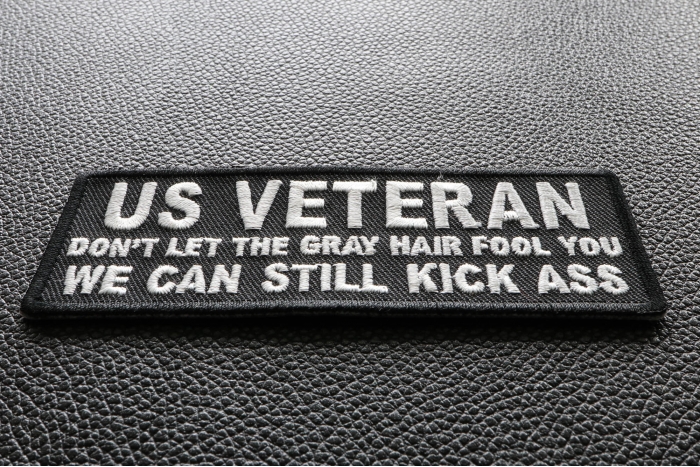 US VETERAN
DON'T LET THE GRAY HAIR FOOL YOU
WE CAN STILL KICK ASS